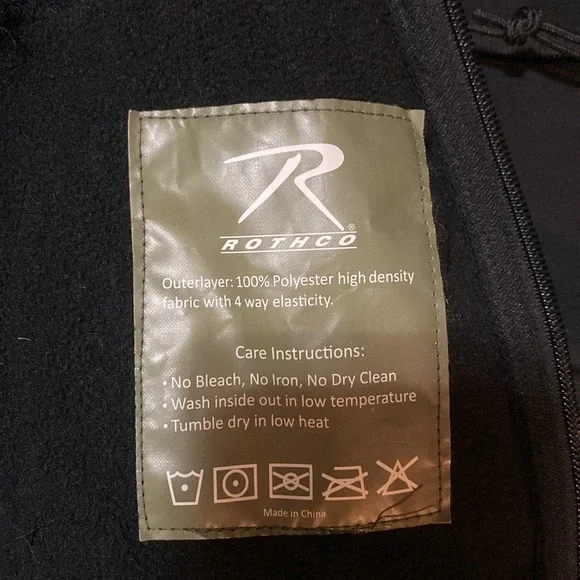 R®
ROTHCO
Outerlayer: 100% Polyester high density
fabric with 4 way elasticity.
Care Instructions:
• No Bleach, No Iron, No Dry Clean
• Wash inside out in low temperature
• Tumble dry in low heat
Made in China